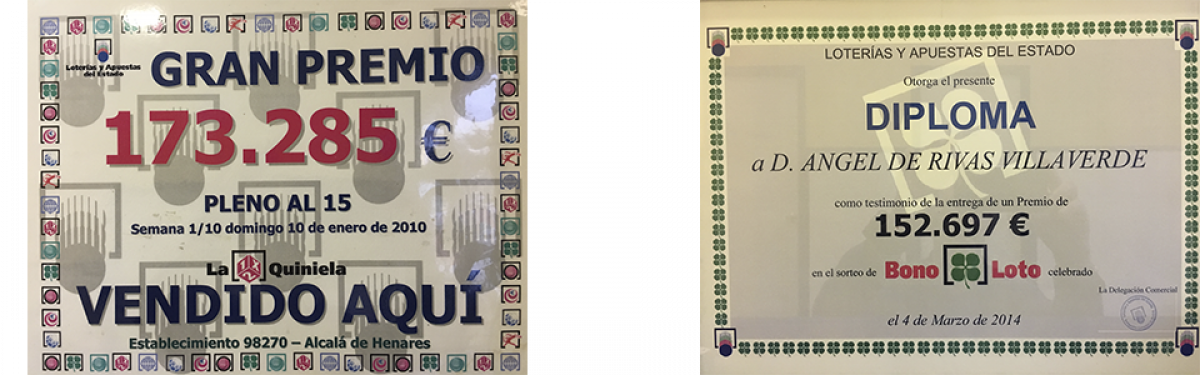 Loterías y Apuestas
del Estado
GRAN PREMIO
173.285 €
PLENO AL 15
Semana 1/10 domingo 10 de enero de 2010
La 1X2 Quiniela
VENDIDO AQUÍ
Establecimiento 98270 – Alcalá de Henares
LOTERÍAS Y APUESTAS DEL ESTADO
Otorga el presente
DIPLOMA
a D. ANGEL DE RIVAS VILLAVERDE
como testimonio de la entrega de un Premio de
152.697 €
en el sorteo de Bono Loto celebrado
La Delegación Comercial
el 4 de Marzo de 2014